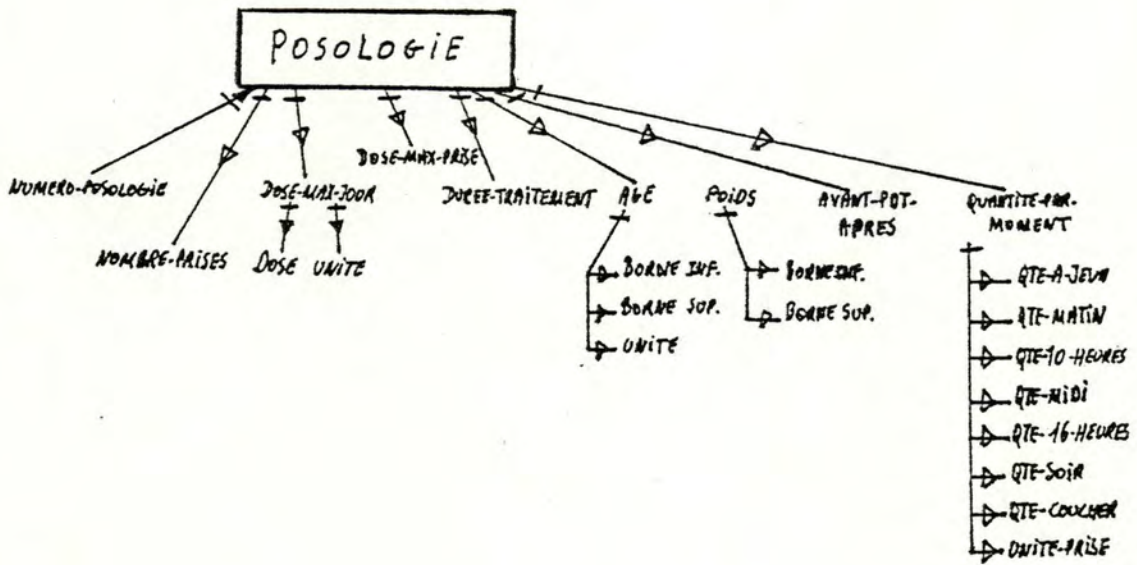 POSOLOGIE
NUMERO-POSOLOGIE
NOMBRE-PRISES
DOSE-MAX-JOUR
DOSE UNITE
DOSE-MAX-PRISE
DUREE-TRAITEMENT
AGE
BORNE INF.
BORNE SUP.
UNITE
POIDS
BORNE INF.
BORNE SUP.
AVANT-PDT-
APRES
QUANTITE-PAR-
MOMENT
QTE-A-JEUN
QTE-MATIN
QTE-10-HEURES
QTE-MIDI
QTE-16-HEURES
QTE-SOIR
QTE-COUCHER
UNITE-PRISE